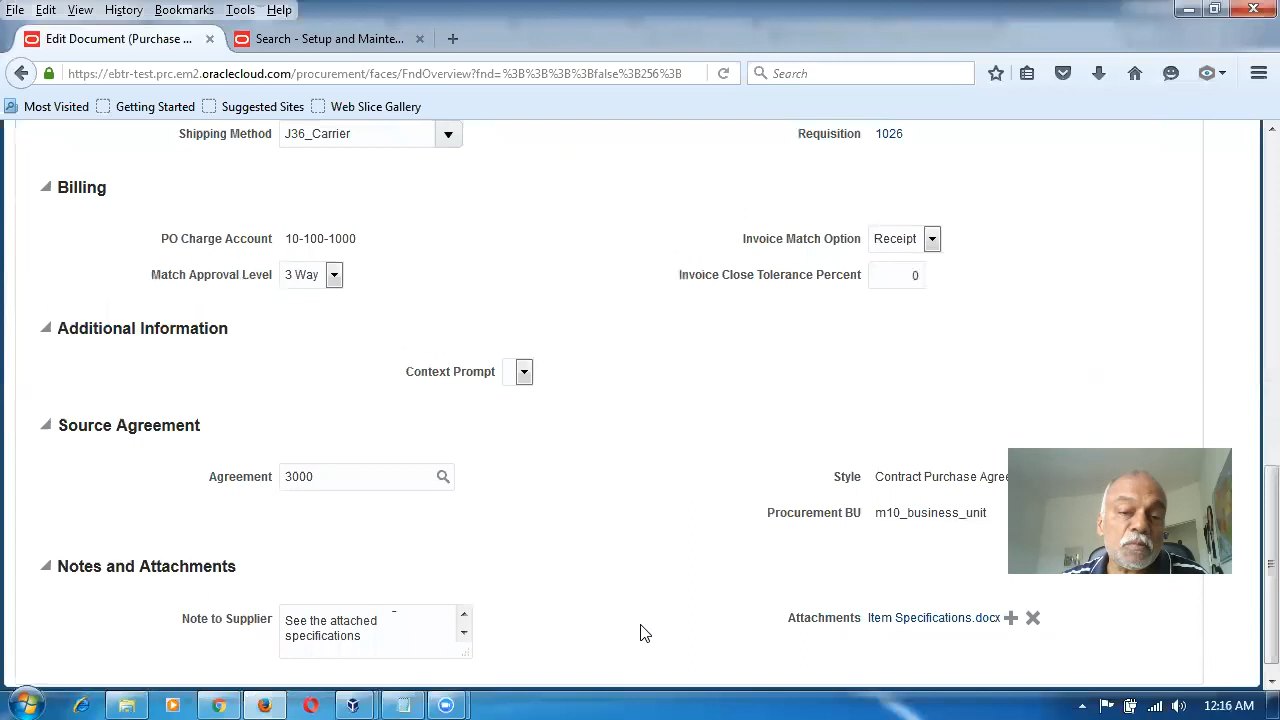 File Edit View History Bookmarks Tools Help
Edit Document (Purchase ... Search - Setup and Mainte...
https://ebtr-test.prc.em2.oraclecloud.com/procurement/faces/FndOverview?fnd=%3B%3B%3B%3Bfalse%3B256%3B Search
Most Visited Getting Started Suggested Sites Web Slice Gallery
Shipping Method J36_Carrier Requisition 1026
Billing
PO Charge Account 10-100-1000 Invoice Match Option Receipt
Match Approval Level 3 Way Invoice Close Tolerance Percent 0
Additional Information
Context Prompt
Source Agreement
Agreement 3000 Style Contract Purchase Agree
Procurement BU m10_business_unit
Notes and Attachments
Note to Supplier See the attached Attachments Item Specifications.docx
specifications
12:16 AM